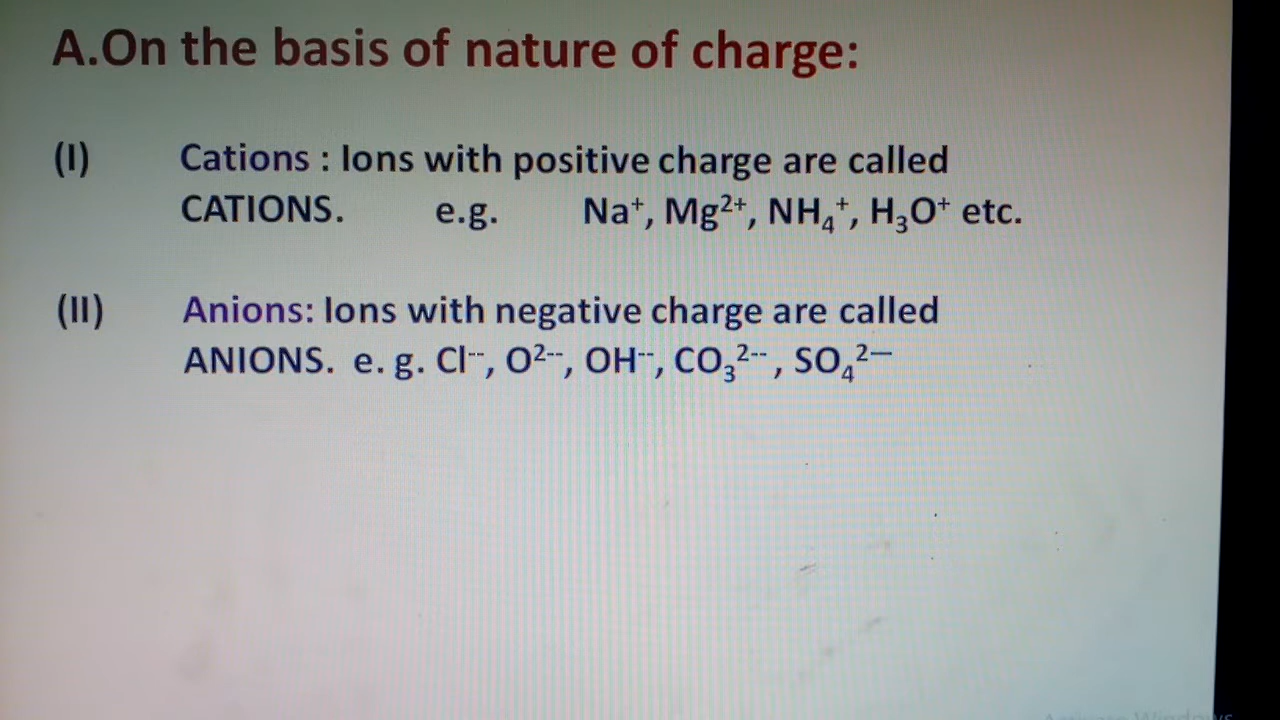 A.On the basis of nature of charge:
(I) Cations : Ions with positive charge are called
CATIONS. e.g. Na⁺, Mg²⁺, NH₄⁺, H₃O⁺ etc.
(II) Anions: Ions with negative charge are called
ANIONS. e. g. Cl⁻⁻, O²⁻⁻, OH⁻⁻, CO₃²⁻⁻ , SO₄²—